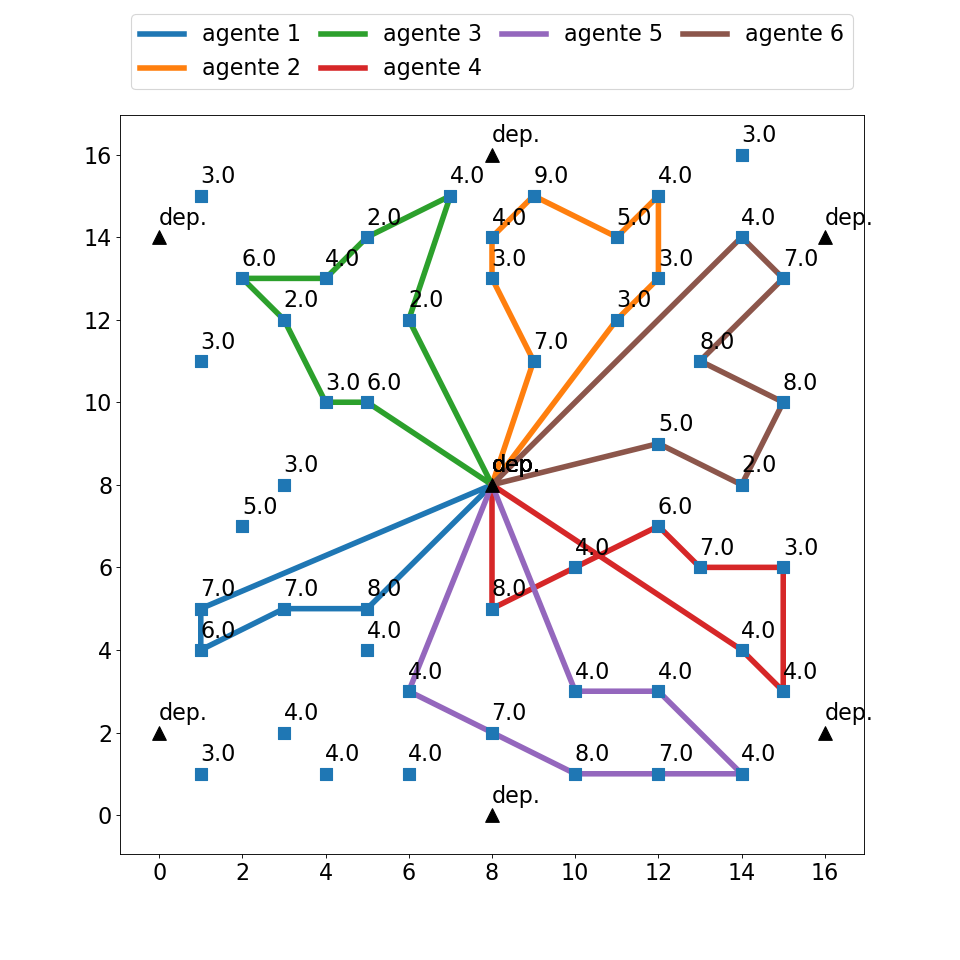 agente 1 agente 3 agente 5 agente 6
agente 2 agente 4
dep. 3.0
16
3.0 4.0 9.0 4.0
dep. 2.0 4.0 5.0 4.0 dep.
14
6.0 4.0 3.0 3.0 7.0
2.0 2.0 3.0
12
3.0 7.0 8.0
3.0 6.0 8.0
10
5.0
3.0 dep. 2.0
8
5.0 6.0
4.0 7.0 3.0
6
7.0 7.0 8.0 8.0
6.0 4.0 4.0
4
4.0 4.0 4.0 4.0
dep. 4.0 7.0 dep.
2
3.0 4.0 4.0 8.0 7.0 4.0
dep.
0
0 2 4 6 8 10 12 14 16